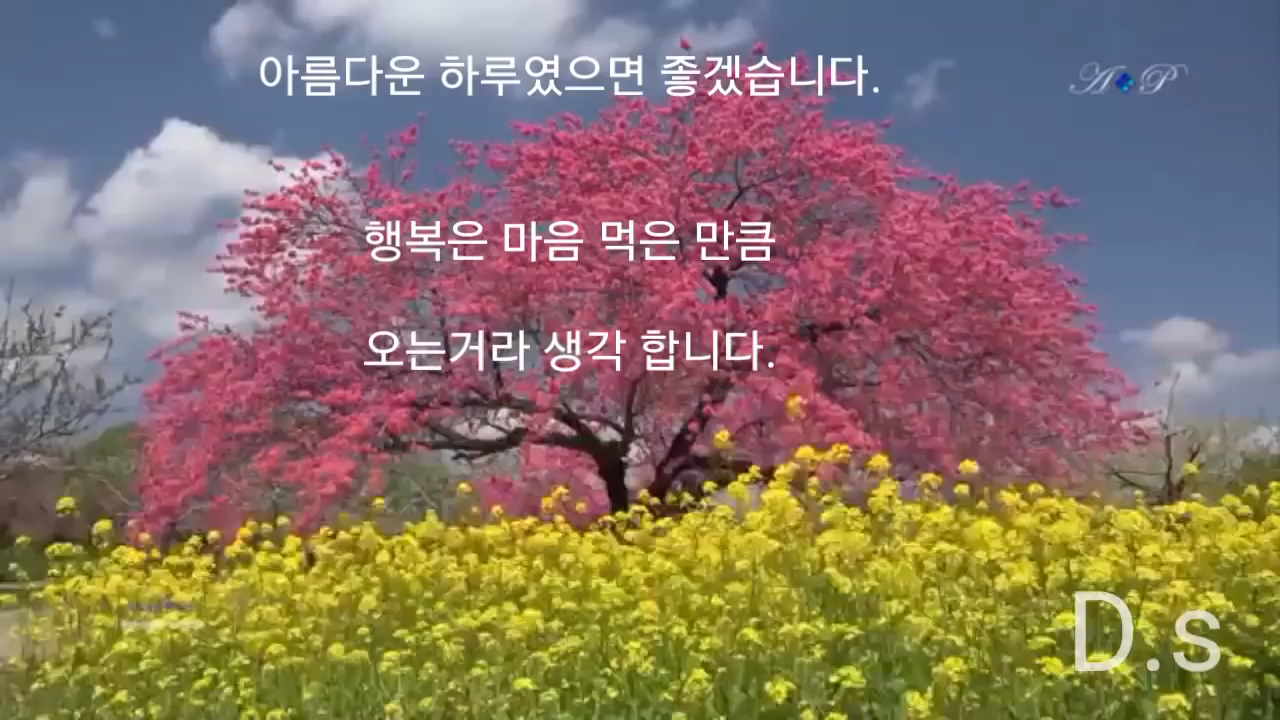 아름다운 하루였으면 좋겠습니다.
A P
행복은 마음 먹은 만큼
오는거라 생각 합니다.
D.s